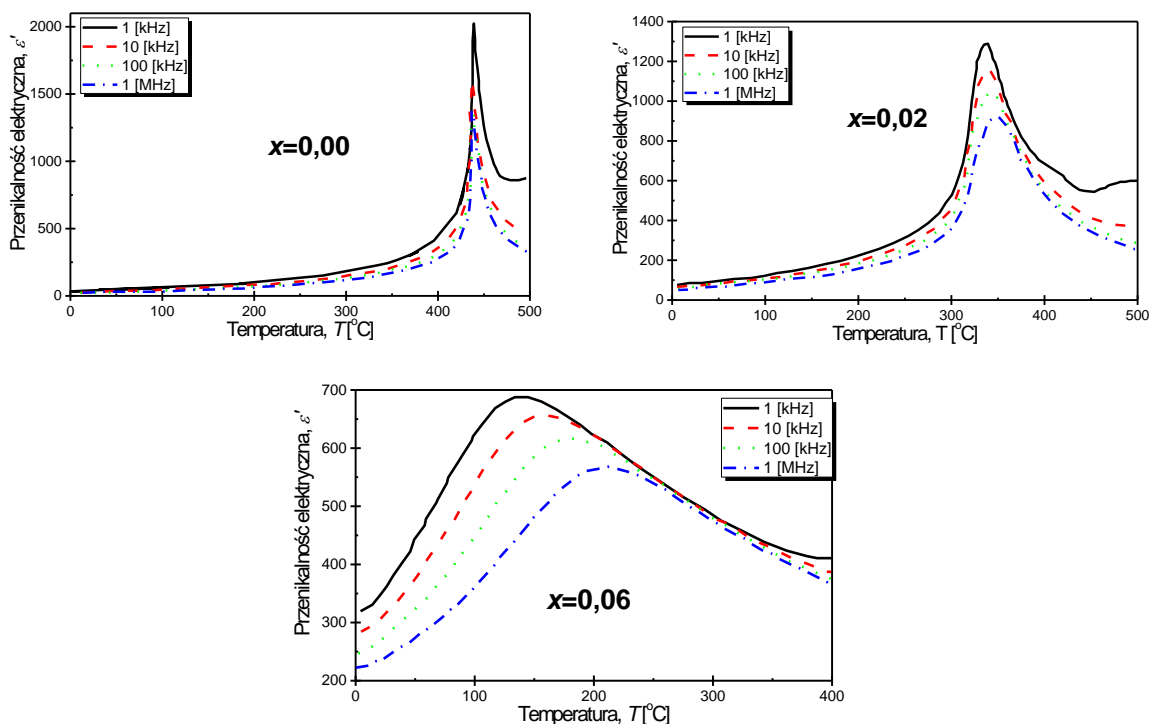 Przenikalność elektryczna, ε'
2000
1500
1000
500
0
1 [kHz]
10 [kHz]
100 [kHz]
1 [MHz]
x=0,00
0 100 200 300 400 500
Temperatura, T [°C]
Przenikalność elektryczna, ε'
1400
1200
1000
800
600
400
200
0
1 [kHz]
10 [kHz]
100 [kHz]
1 [MHz]
x=0,02
0 100 200 300 400 500
Temperatura, T [°C]
Przenikalność elektryczna, ε'
700
600
500
400
300
200
1 [kHz]
10 [kHz]
100 [kHz]
1 [MHz]
x=0,06
0 100 200 300 400
Temperatura, T [°C]